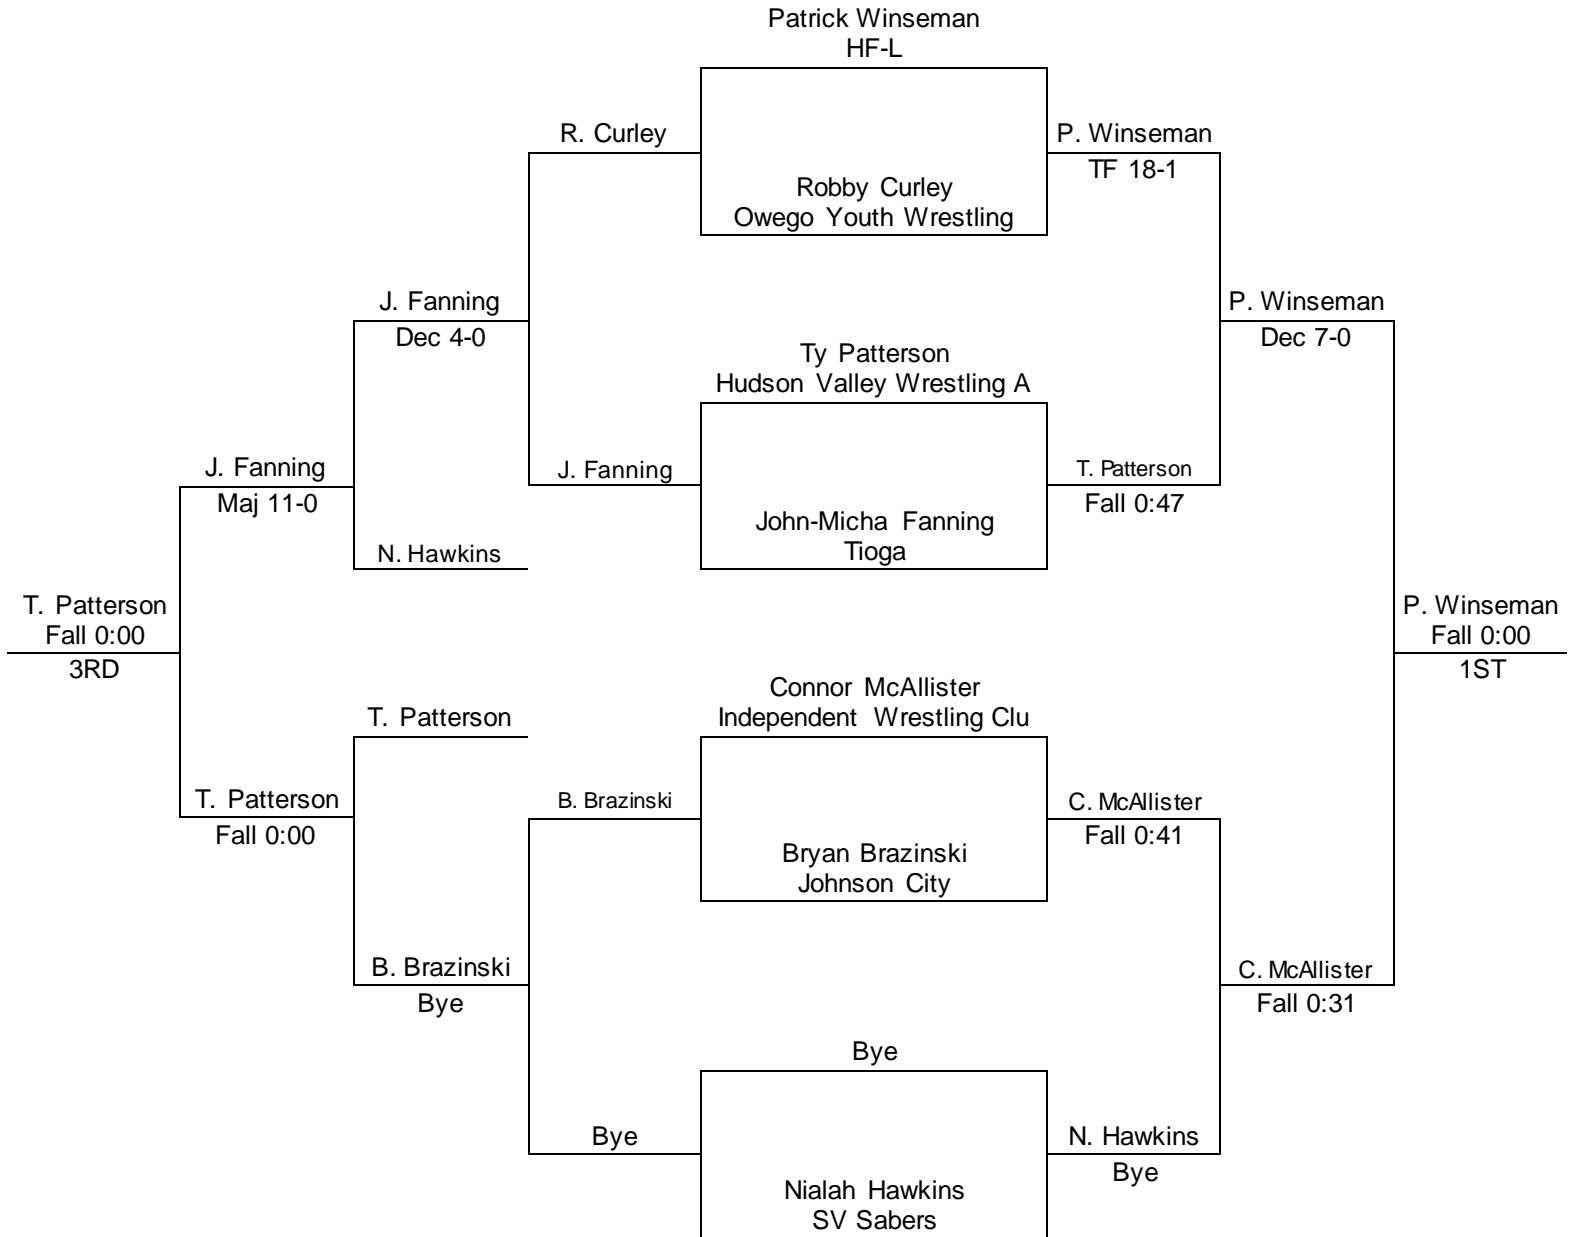 Patrick Winseman
HF-L
R. Curley
P. Winseman
TF 18-1
Robby Curley
Owego Youth Wrestling
J. Fanning
Dec 4-0
P. Winseman
Dec 7-0
Ty Patterson
Hudson Valley Wrestling A
J. Fanning
Maj 11-0
J. Fanning
T. Patterson
Fall 0:47
John-Micha Fanning
Tioga
N. Hawkins
T. Patterson
Fall 0:00
3RD
P. Winseman
Fall 0:00
1ST
Connor McAllister
Independent Wrestling Clu
T. Patterson
T. Patterson
Fall 0:00
B. Brazinski
C. McAllister
Fall 0:41
Bryan Brazinski
Johnson City
B. Brazinski
Bye
C. McAllister
Fall 0:31
Bye
Bye
N. Hawkins
Bye
Nialah Hawkins
SV Sabers